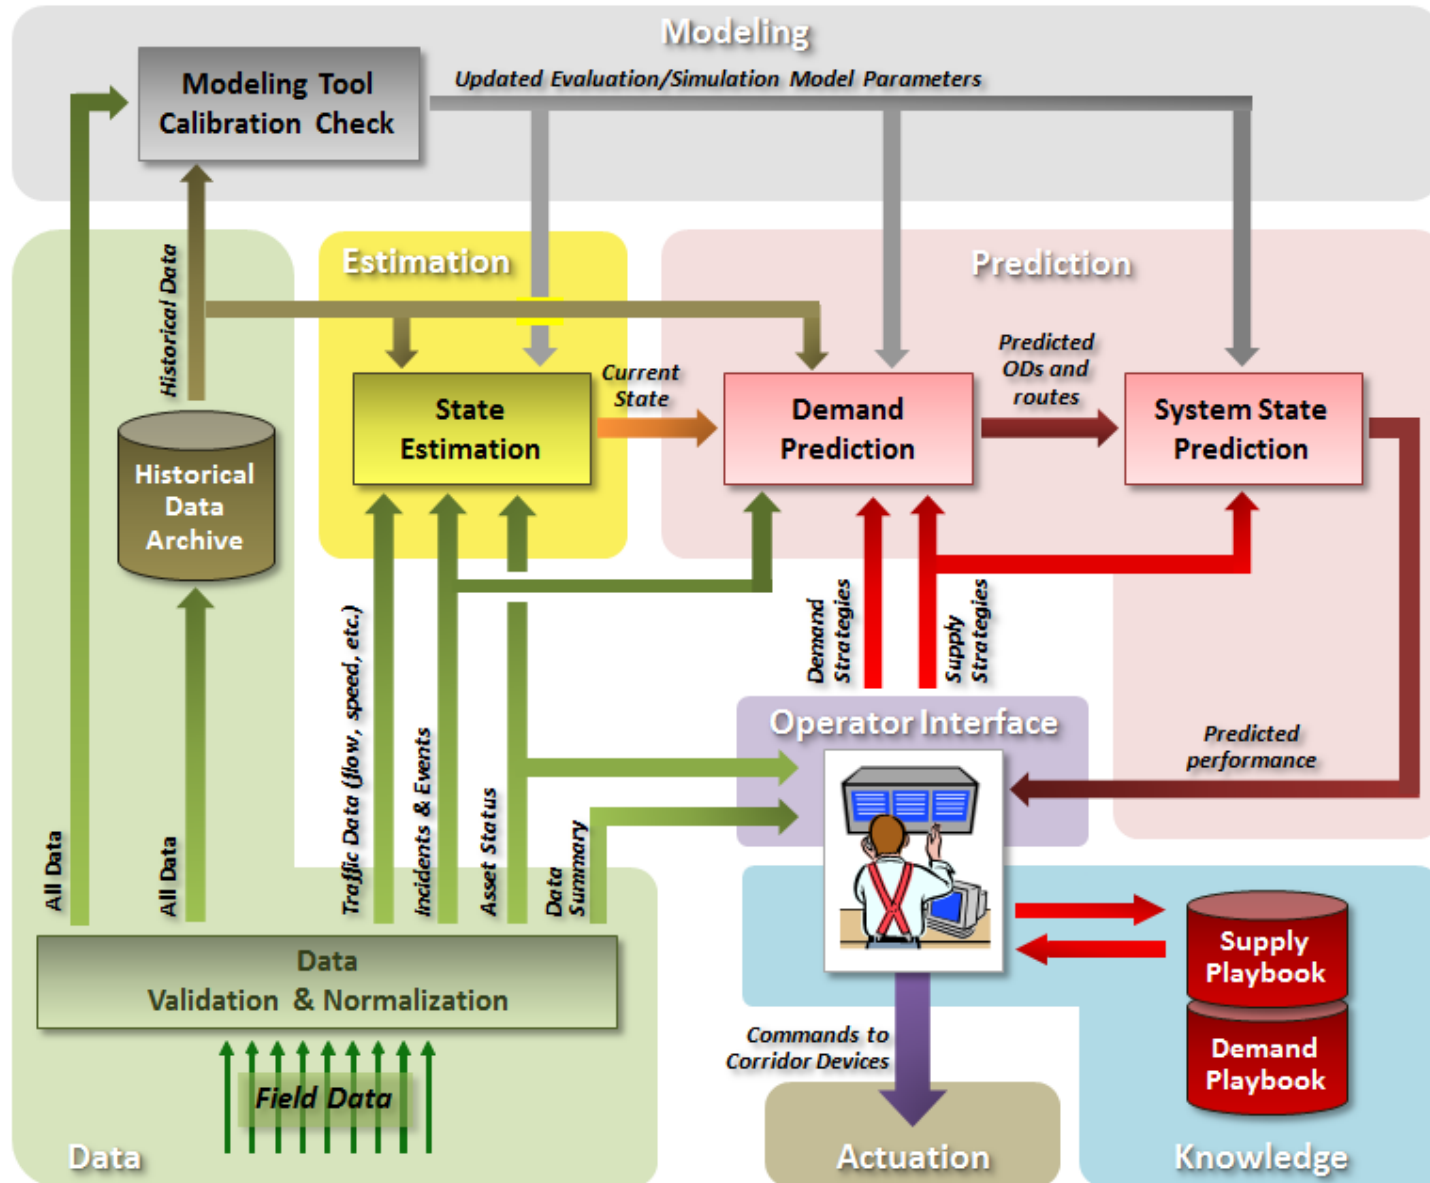 Modeling
Modeling Tool
Calibration Check
Updated Evaluation/Simulation Model Parameters
Historical Data
Estimation
Prediction
State
Estimation
Current
State
Demand
Prediction
Predicted
ODs and
routes
System State
Prediction
Historical
Data
Archive
All Data
All Data
Traffic Data (flow, speed, etc.)
Incidents & Events
Asset Status
Data
Summary
Demand
Strategies
Supply
Strategies
Operator Interface
Predicted
performance
Data
Validation & Normalization
Field Data
Data
Commands to
Corridor Devices
Actuation
Supply
Playbook
Demand
Playbook
Knowledge